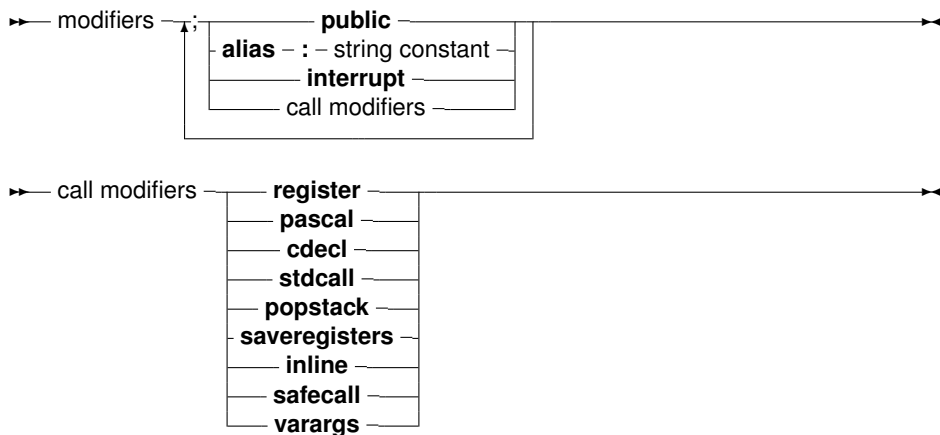 modifiers ; public
alias : string constant
interrupt
call modifiers
call modifiers register
pascal
cdecl
stdcall
popstack
saveregisters
inline
safecall
varargs